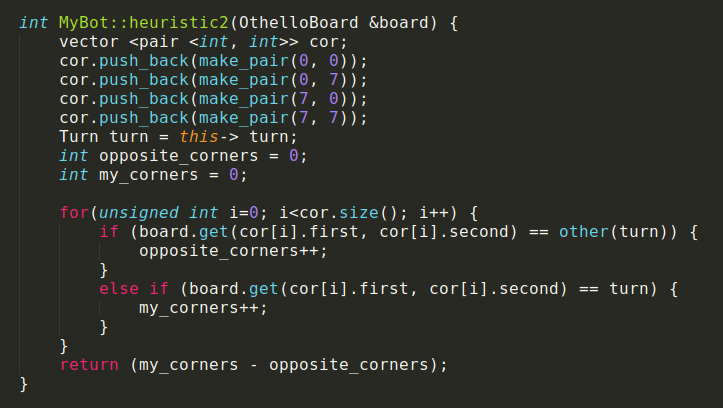 int MyBot::heuristic2(OthelloBoard &board) {
    vector <pair <int, int>> cor;
    cor.push_back(make_pair(0, 0));
    cor.push_back(make_pair(0, 7));
    cor.push_back(make_pair(7, 0));
    cor.push_back(make_pair(7, 7));
    Turn turn = this-> turn;
    int opposite_corners = 0;
    int my_corners = 0;

    for(unsigned int i=0; i<cor.size(); i++) {
        if (board.get(cor[i].first, cor[i].second) == other(turn)) {
            opposite_corners++;
        }
        else if (board.get(cor[i].first, cor[i].second) == turn) {
            my_corners++;
        }
    }
    return (my_corners - opposite_corners);
}